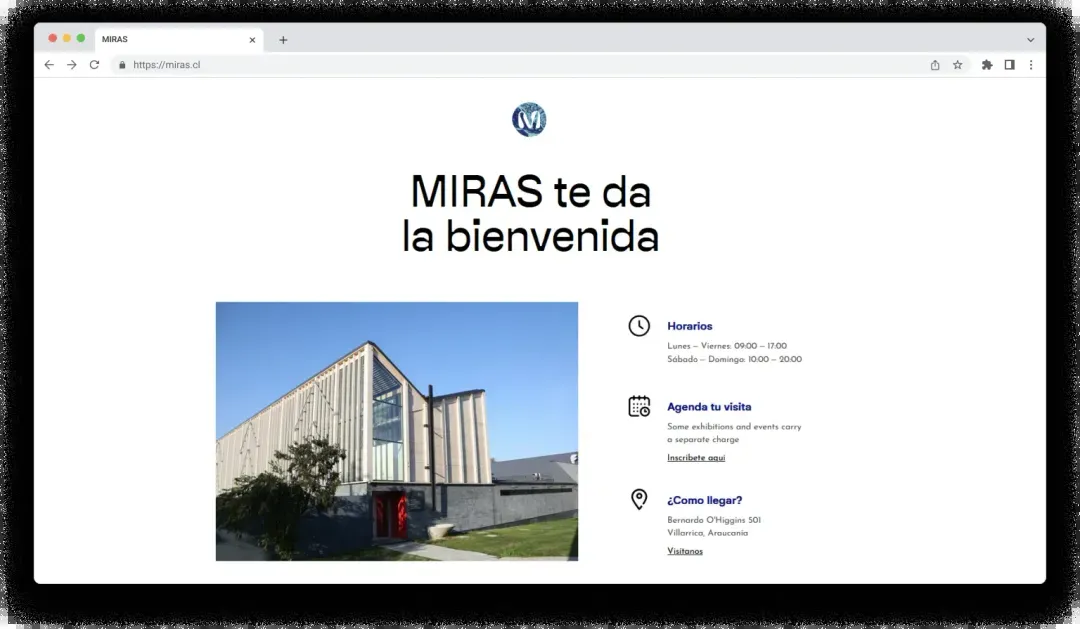 MIRAS
https://miras.cl
M
MIRAS te da
la bienvenida
Horarios
Lunes – Viernes: 09:00 – 17:00
Sábado – Domingo: 10:00 – 20:00
Agenda tu visita
Some exhibitions and events carry
a separate charge
Inscríbete aquí
¿Como llegar?
Bernardo O'Higgins 501
Villarrica, Araucanía
Visítanos